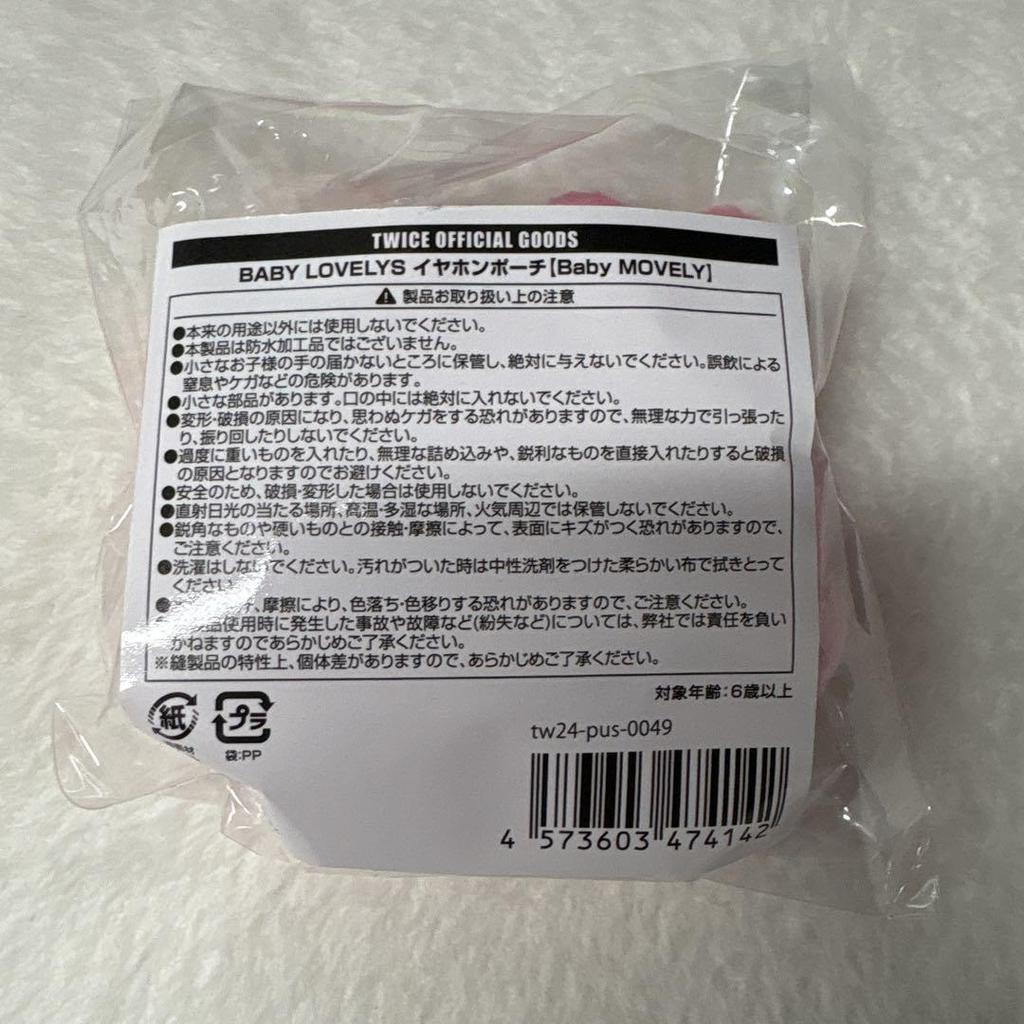 TWICE OFFICIAL GOODS
BABY LOVELYS イヤホンポーチ【Baby MOVELY】
製品お取り扱い上の注意
●本来の用途以外には使用しないでください。
●本製品は防水加工品ではございません。
●小さなお子様の手の届かないところに保管し、絶対に与えないでください。誤飲による
窒息やケガなどの危険があります。
●小さな部品があります。口の中には絶対に入れないでください。
●変形・破損の原因になり、思わぬケガをする恐れがありますので、無理な力で引っ張った
り、振り回したりしないでください。
●過度に重いものを入れたり、無理な詰め込みや、鋭利なものを直接入れたりすると破損
の原因となりますのでお避けください。
●安全のため、破損・変形した場合は使用しないでください。
●直射日光の当たる場所、高温・多湿な場所、火気周辺では保管しないでください。
●鋭角なものや硬いものとの接触・摩擦によって、表面にキズがつく恐れがありますので、
ご注意ください。
●洗濯はしないでください。汚れがついた時は中性洗剤をつけた柔らかい布で拭きとって
ください
●、摩擦により、色落ち・色移りする恐れがありますので、ご注意ください。
品使用時に発生した事故や故障など(紛失など)については、弊社では責任を負い
かねますのであらかじめご了承ください。
※縫製品の特性上、個体差がありますので、あらかじめご了承ください。
対象年齢：6歳以上
紙
プラ
袋:PP
tw24-pus-0049
4 573603 474142